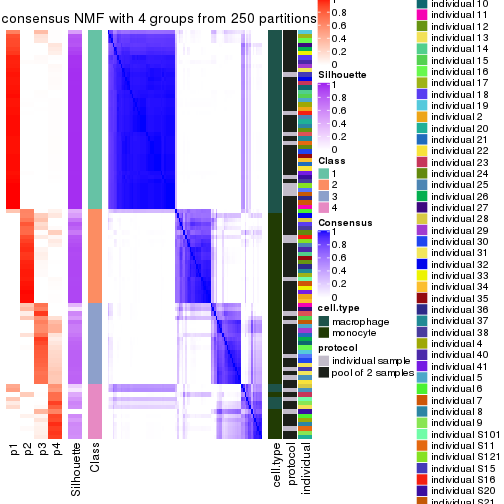 consensus NMF with 4 groups from 250 partitions
p1
p2
p3
p4
Silhouette
Class
cell.type
protocol
individual
0.8
0.6
0.4
0.2
0
Silhouette
1
0.8
0.6
0.4
0.2
0
Class
1
2
3
4
Consensus
1
0.8
0.6
0.4
0.2
0
cell.type
macrophage
monocyte
protocol
individual sample
pool of 2 samples
individual 10
individual 11
individual 12
individual 13
individual 14
individual 15
individual 16
individual 17
individual 18
individual 19
individual 2
individual 20
individual 21
individual 22
individual 23
individual 24
individual 25
individual 26
individual 27
individual 28
individual 29
individual 30
individual 31
individual 32
individual 33
individual 34
individual 35
individual 36
individual 37
individual 38
individual 4
individual 40
individual 41
individual 5
individual 6
individual 7
individual 8
individual 9
individual S101
individual S11
individual S121
individual S15
individual S16
individual S20
individual S21